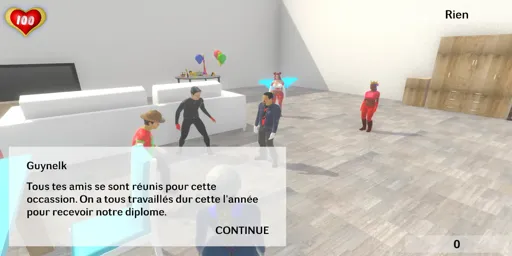 100
Rien
Guynelk
Tous tes amis se sont réunis pour cette
occassion. On a tous travaillés dur cette l'année
pour recevoir notre diplome.
CONTINUE
0